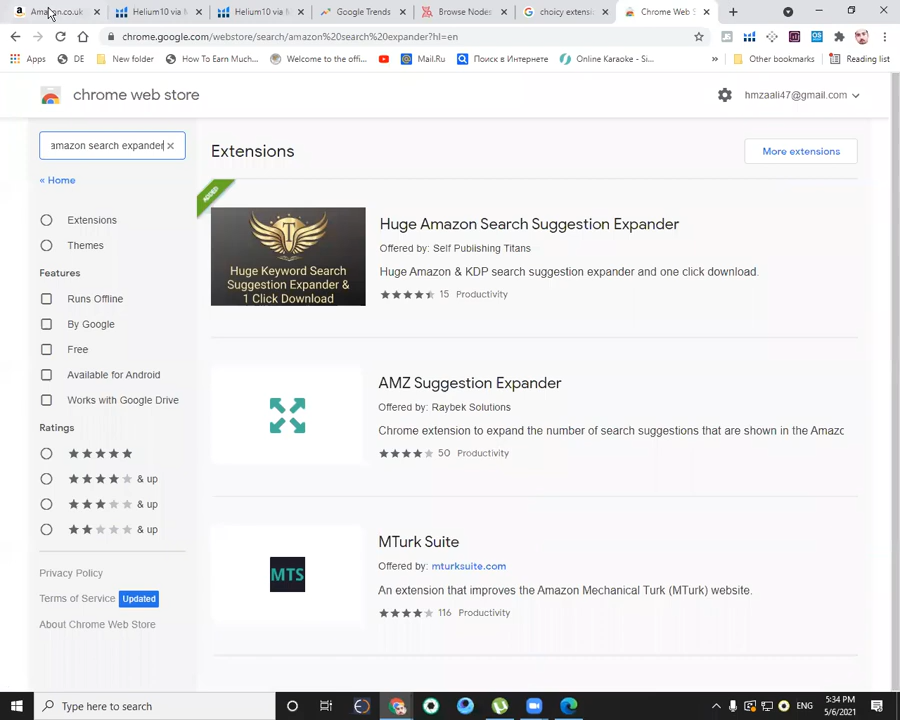 Amazon.co.uk
Helium10 via M
Helium10 via M
Google Trends
Browse Nodes
choicy extensi
Chrome Web S
chrome.google.com/webstore/search/amazon%20search%20expander?hl=en
Apps
DE
New folder
How To Earn Much...
Welcome to the offi...
Mail.Ru
Поиск в Интернете
Online Karaoke - Si...
»
Other bookmarks
Reading list
chrome web store
hmzaali47@gmail.com
amazon search expander
Extensions
More extensions
« Home
ADDED
Extensions
Themes
Features
Runs Offline
By Google
Free
Available for Android
Works with Google Drive
Ratings
& up
& up
& up
Privacy Policy
Terms of Service Updated
About Chrome Web Store
Huge Keyword Search
Suggestion Expander &
1 Click Download
Huge Amazon Search Suggestion Expander
Offered by: Self Publishing Titans
Huge Amazon & KDP search suggestion expander and one click download.
15 Productivity
AMZ Suggestion Expander
Offered by: Raybek Solutions
Chrome extension to expand the number of search suggestions that are shown in the Amazo
50 Productivity
MTS
MTurk Suite
Offered by: mturksuite.com
An extension that improves the Amazon Mechanical Turk (MTurk) website.
116 Productivity
Type here to search
ENG
5:34 PM
5/6/2021